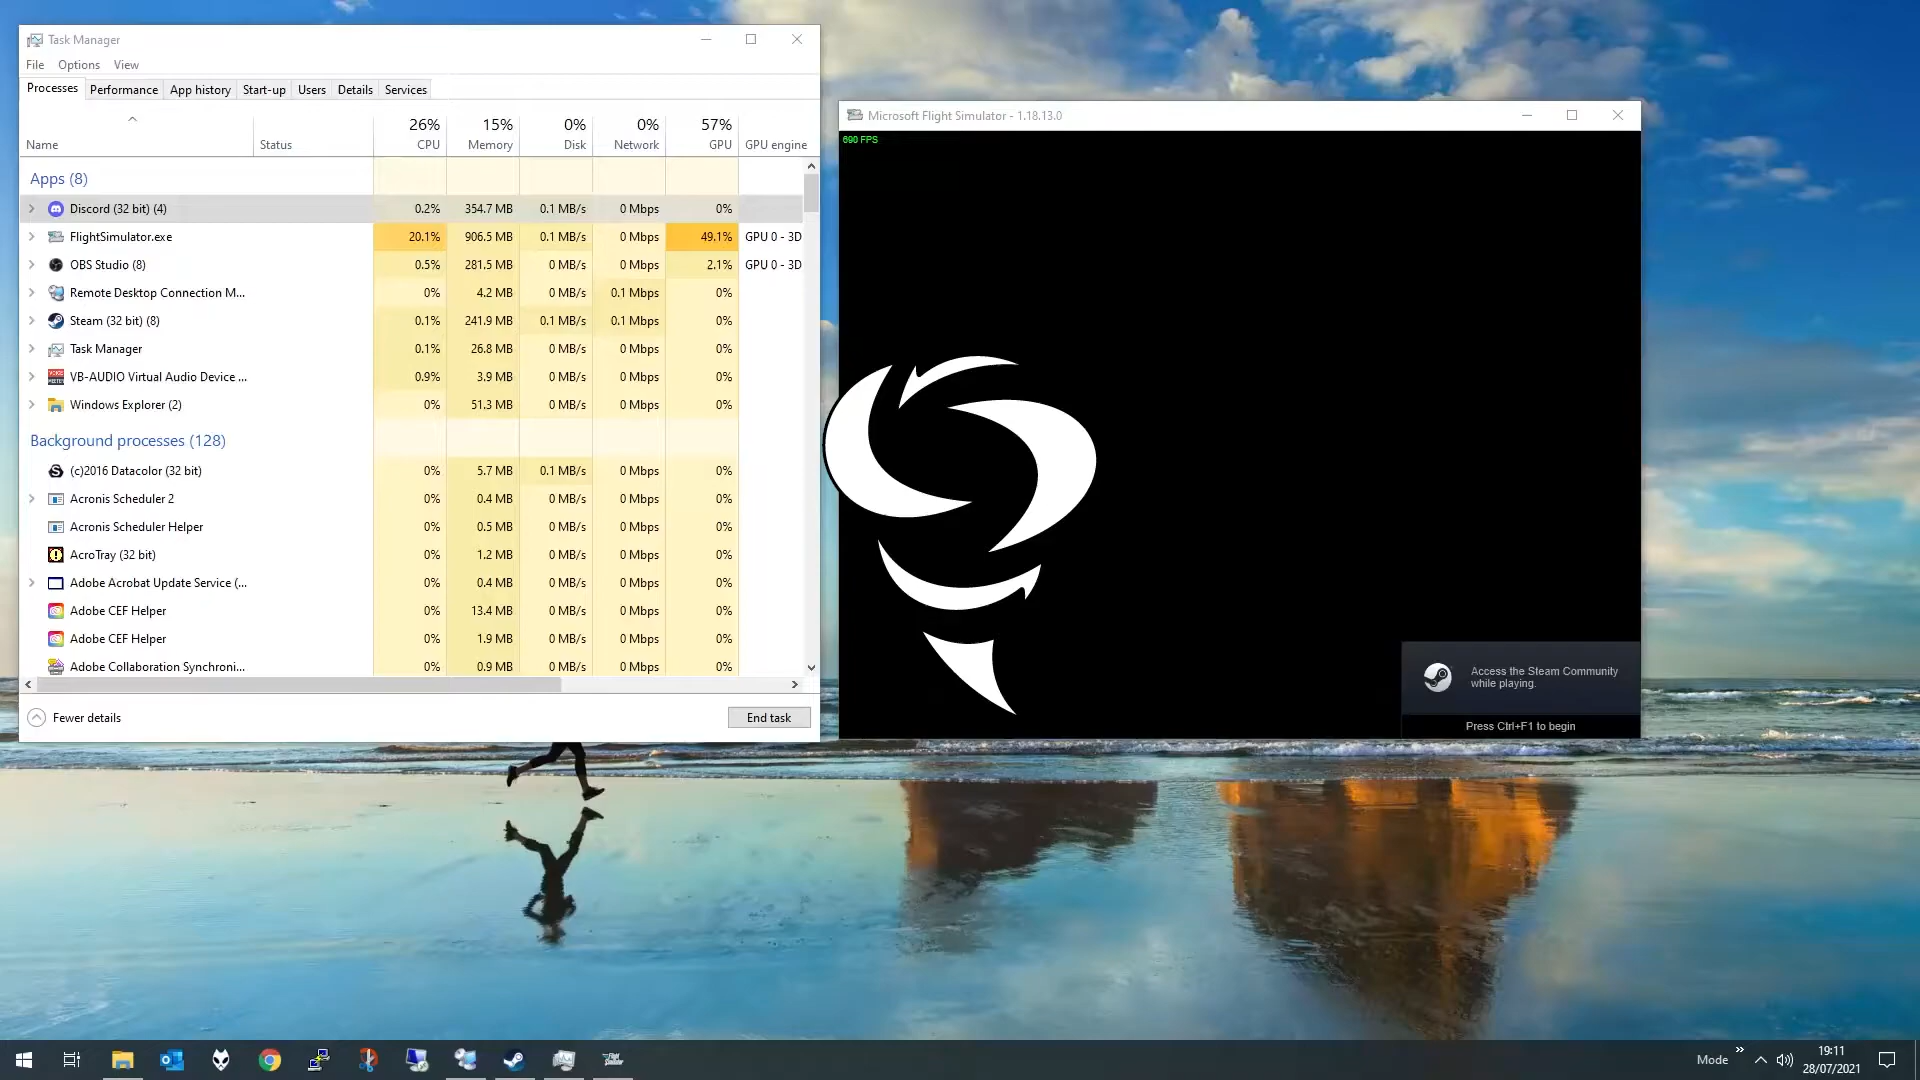 Task Manager
File Options View
Processes Performance App history Start-up Users Details Services
26% 15% 0% 0% 57%
Name Status CPU Memory Disk Network GPU GPU engine
Apps (8)
Discord (32 bit) (4) 0.2% 354.7 MB 0.1 MB/s 0 Mbps 0%
FlightSimulator.exe 20.1% 906.5 MB 0.1 MB/s 0 Mbps 49.1% GPU 0 - 3D
OBS Studio (8) 0.5% 281.5 MB 0 MB/s 0 Mbps 2.1% GPU 0 - 3D
Remote Desktop Connection M... 0% 4.2 MB 0 MB/s 0.1 Mbps 0%
Steam (32 bit) (8) 0.1% 241.9 MB 0.1 MB/s 0.1 Mbps 0%
Task Manager 0.1% 26.8 MB 0 MB/s 0 Mbps 0%
VB-AUDIO Virtual Audio Device ... 0.9% 3.9 MB 0 MB/s 0 Mbps 0%
Windows Explorer (2) 0% 51.3 MB 0 MB/s 0 Mbps 0%
Background processes (128)
(c)2016 Datacolor (32 bit) 0% 5.7 MB 0.1 MB/s 0 Mbps 0%
Acronis Scheduler 2 0% 0.4 MB 0 MB/s 0 Mbps 0%
Acronis Scheduler Helper 0% 0.5 MB 0 MB/s 0 Mbps 0%
AcroTray (32 bit) 0% 1.2 MB 0 MB/s 0 Mbps 0%
Adobe Acrobat Update Service (... 0% 0.4 MB 0 MB/s 0 Mbps 0%
Adobe CEF Helper 0% 13.4 MB 0 MB/s 0 Mbps 0%
Adobe CEF Helper 0% 1.9 MB 0 MB/s 0 Mbps 0%
Adobe Collaboration Synchroni... 0% 0.9 MB 0 MB/s 0 Mbps 0%
Fewer details End task
Microsoft Flight Simulator - 1.18.13.0
690 FPS
Access the Steam Community
while playing.
Press Ctrl+F1 to begin
Mode
19:11
28/07/2021